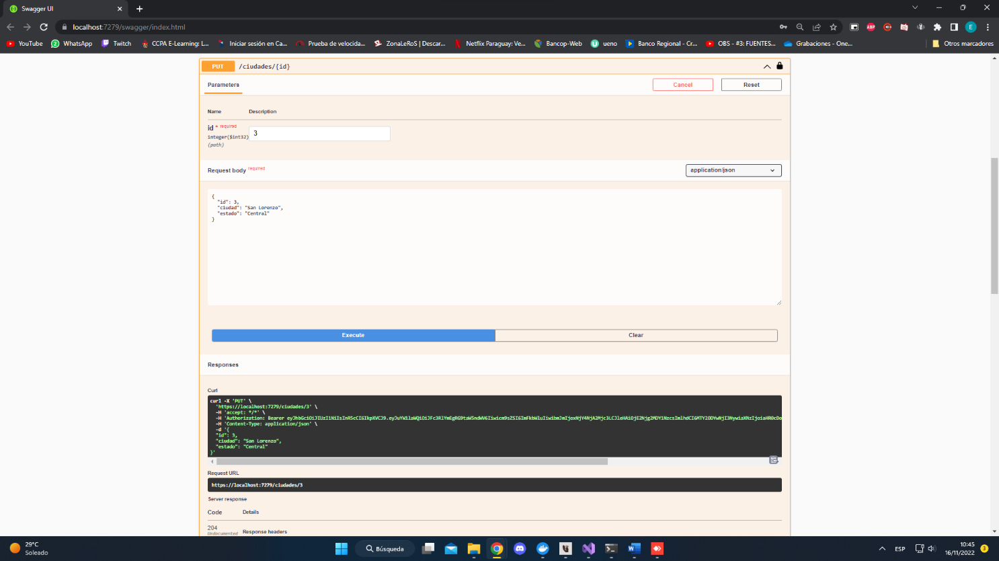 Swagger UI
localhost:7279/swagger/index.html
YouTube WhatsApp Twitch CCPA E-Learning: L... Iniciar sesión en Ca... Prueba de velocida... ZonaLeRoS | Descar... Netflix Paraguay: Ve... Bancop-Web ueno Banco Regional - Cr... OBS - #3: FUENTES... Grabaciones - One... Otros marcadores
PUT /ciudades/{id}
Parameters Cancel Reset
Name Description
id * required 3
integer($int32)
(path)
Request body required application/json
{
"id": 3,
"ciudad": "San Lorenzo",
"estado": "Central"
}
Execute Clear
Responses
Curl
curl -X 'PUT' \
'https://localhost:7279/ciudades/3' \
-H 'accept: */*' \
-H 'Authorization: Bearer
-H 'Content-Type: application/json' \
-d '{
"id": 3,
"ciudad": "San Lorenzo",
"estado": "Central"
}'
Request URL
https://localhost:7279/ciudades/3
Server response
Code Details
204 Response headers
Undocumented
29°C
Soleado
Búsqueda
ESP
10:45
16/11/2022
3